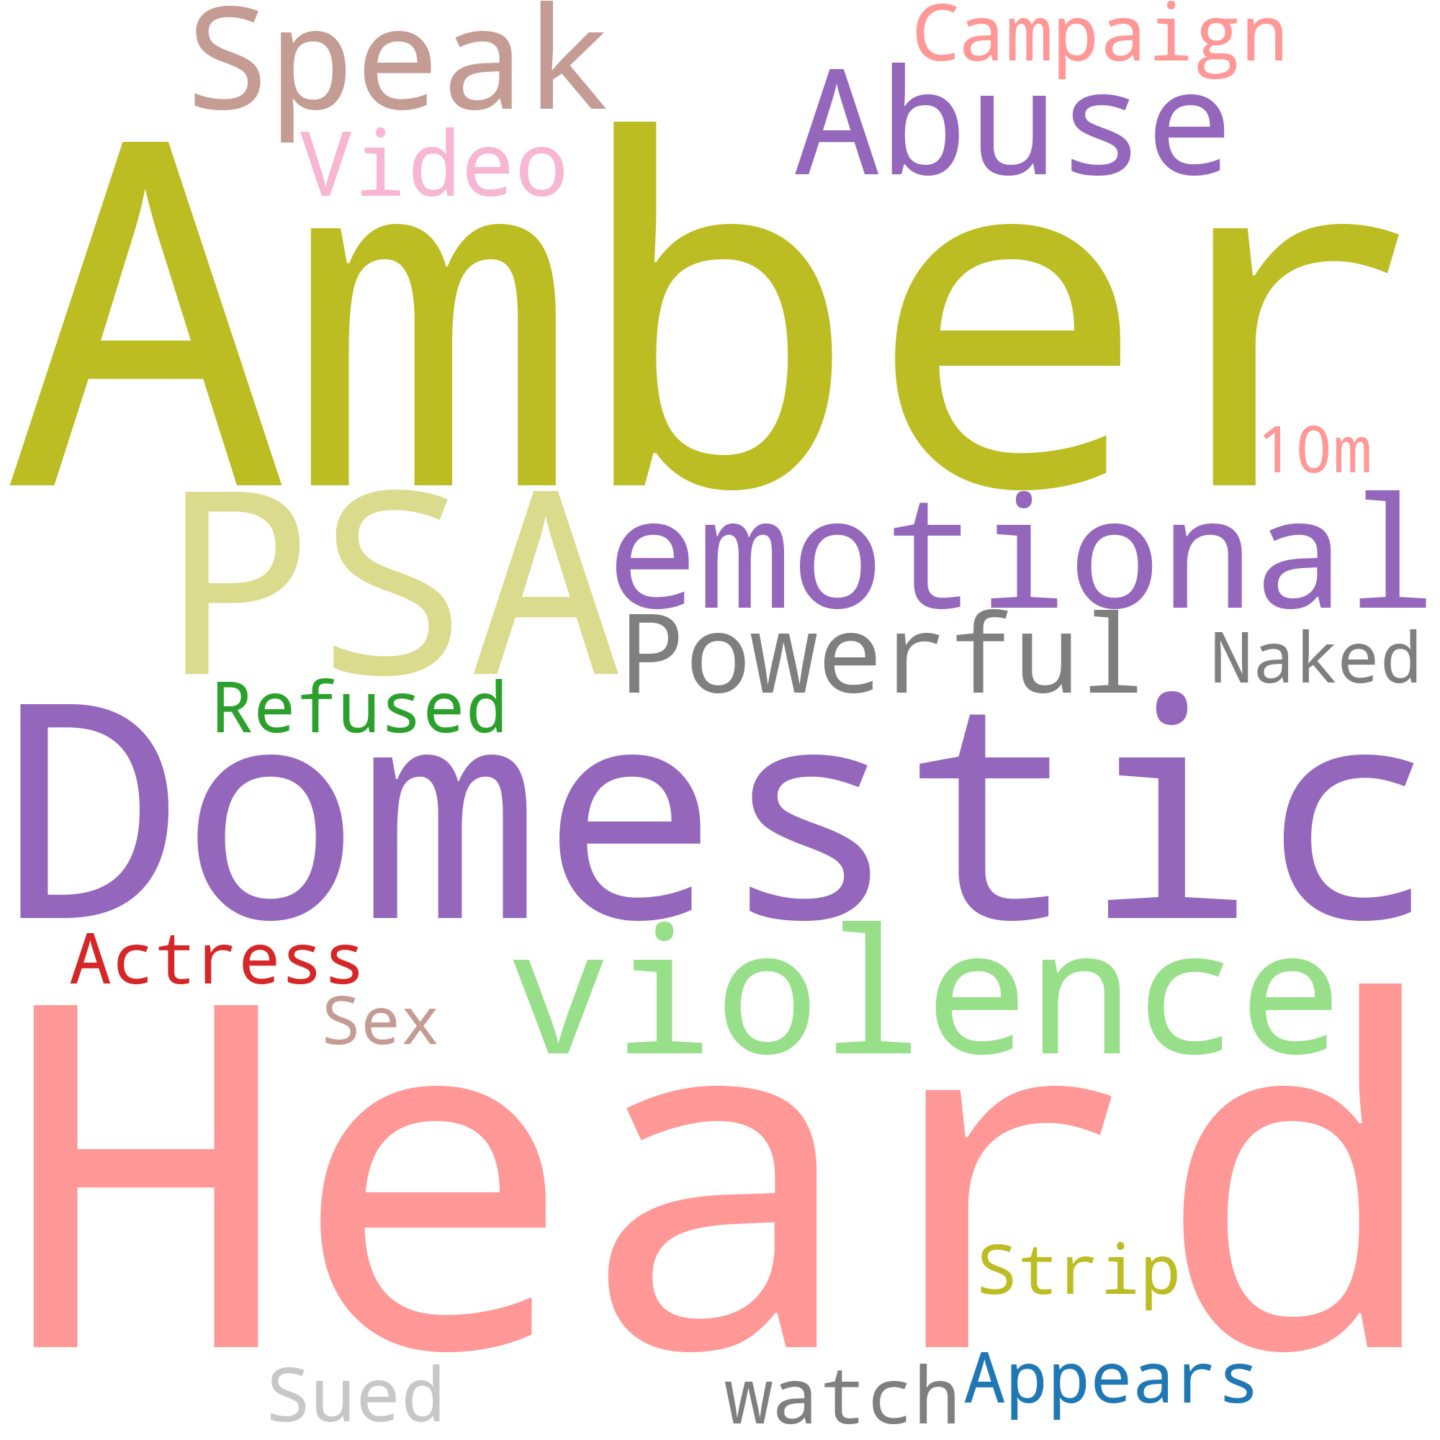 Speak
Campaign
Abuse
Video
Amber
10m
PSA
emotional
Powerful
Naked
Refused
Domestic
Actress
violence
Sex
Heard
Strip
Sued
watch
Appears